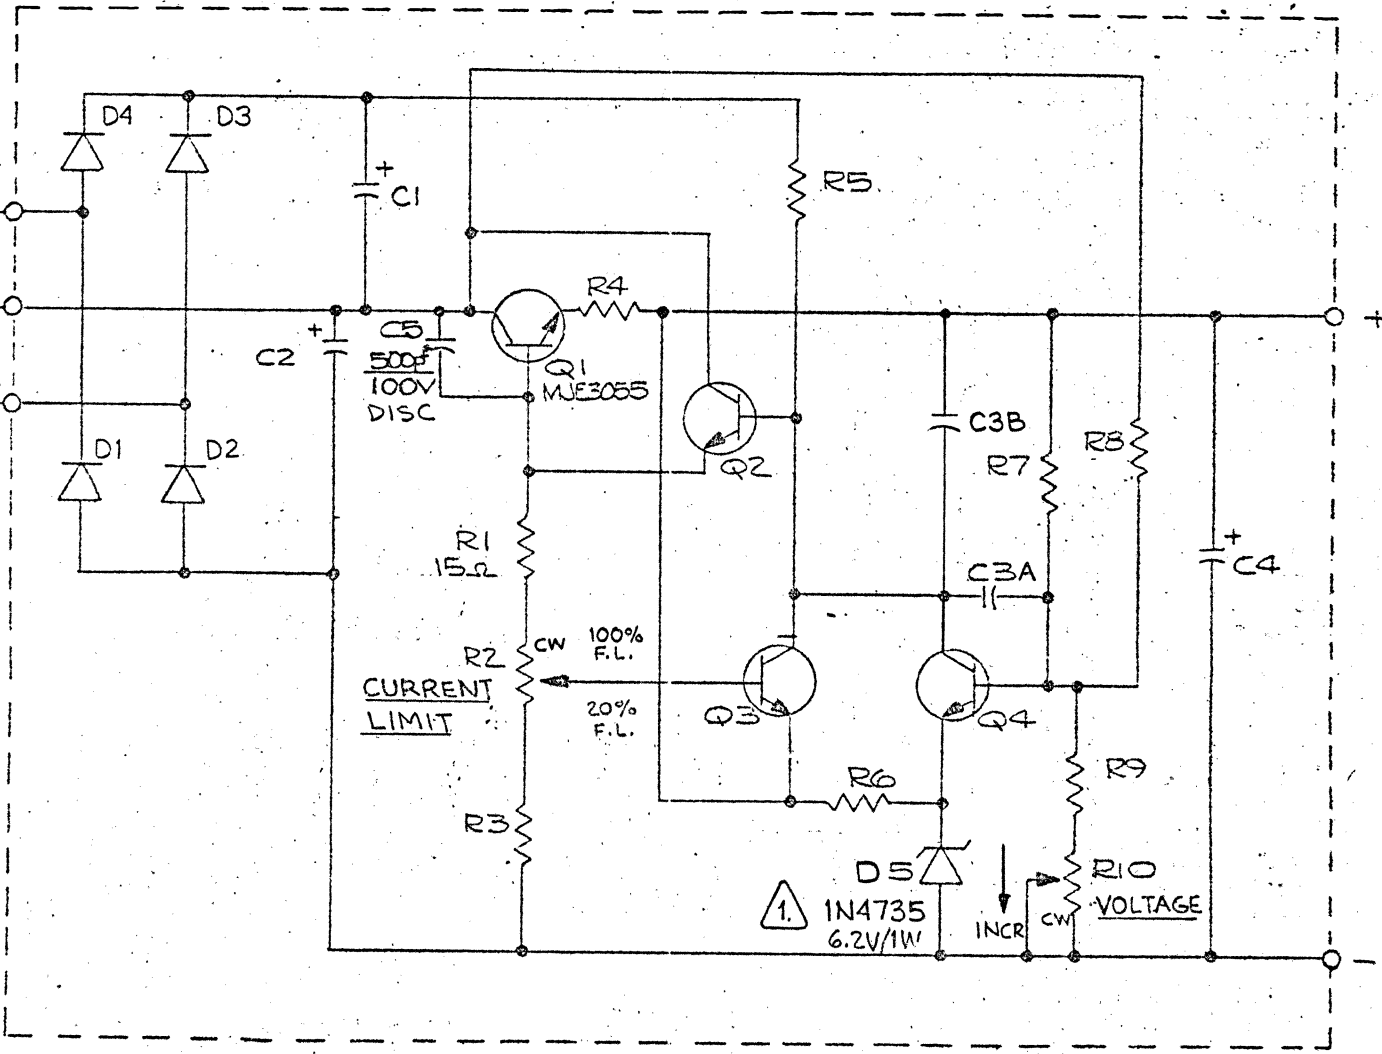 D4
D3
+
C1
R5
R4
+
C2
C5
500pf
100V
DISC
Q1
MJE3055
+
Q2
C3B
R7
R8
D1
D2
R1
15Ω
C3A
+
C4
R2
CW
100%
F.L.
CURRENT
LIMIT
20%
F.L.
Q3
Q4
R6
R9
R3
D5
1.
1N4735
6.2V/1W
INCR
CW
R10
VOLTAGE
–